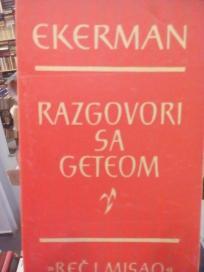 EKERMAN
RAZGOVORI
SA
GETEOM
»REČ I MISAO«